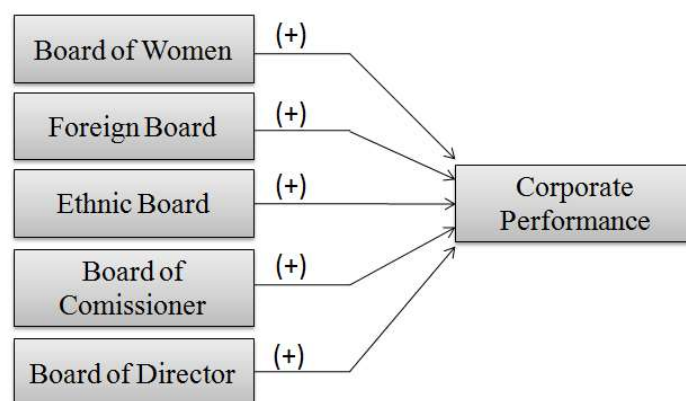 Board of Women
(+)
Foreign Board
(+)
Ethnic Board
(+)
Board of
Comissioner
(+)
Board of Director
(+)
Corporate
Performance